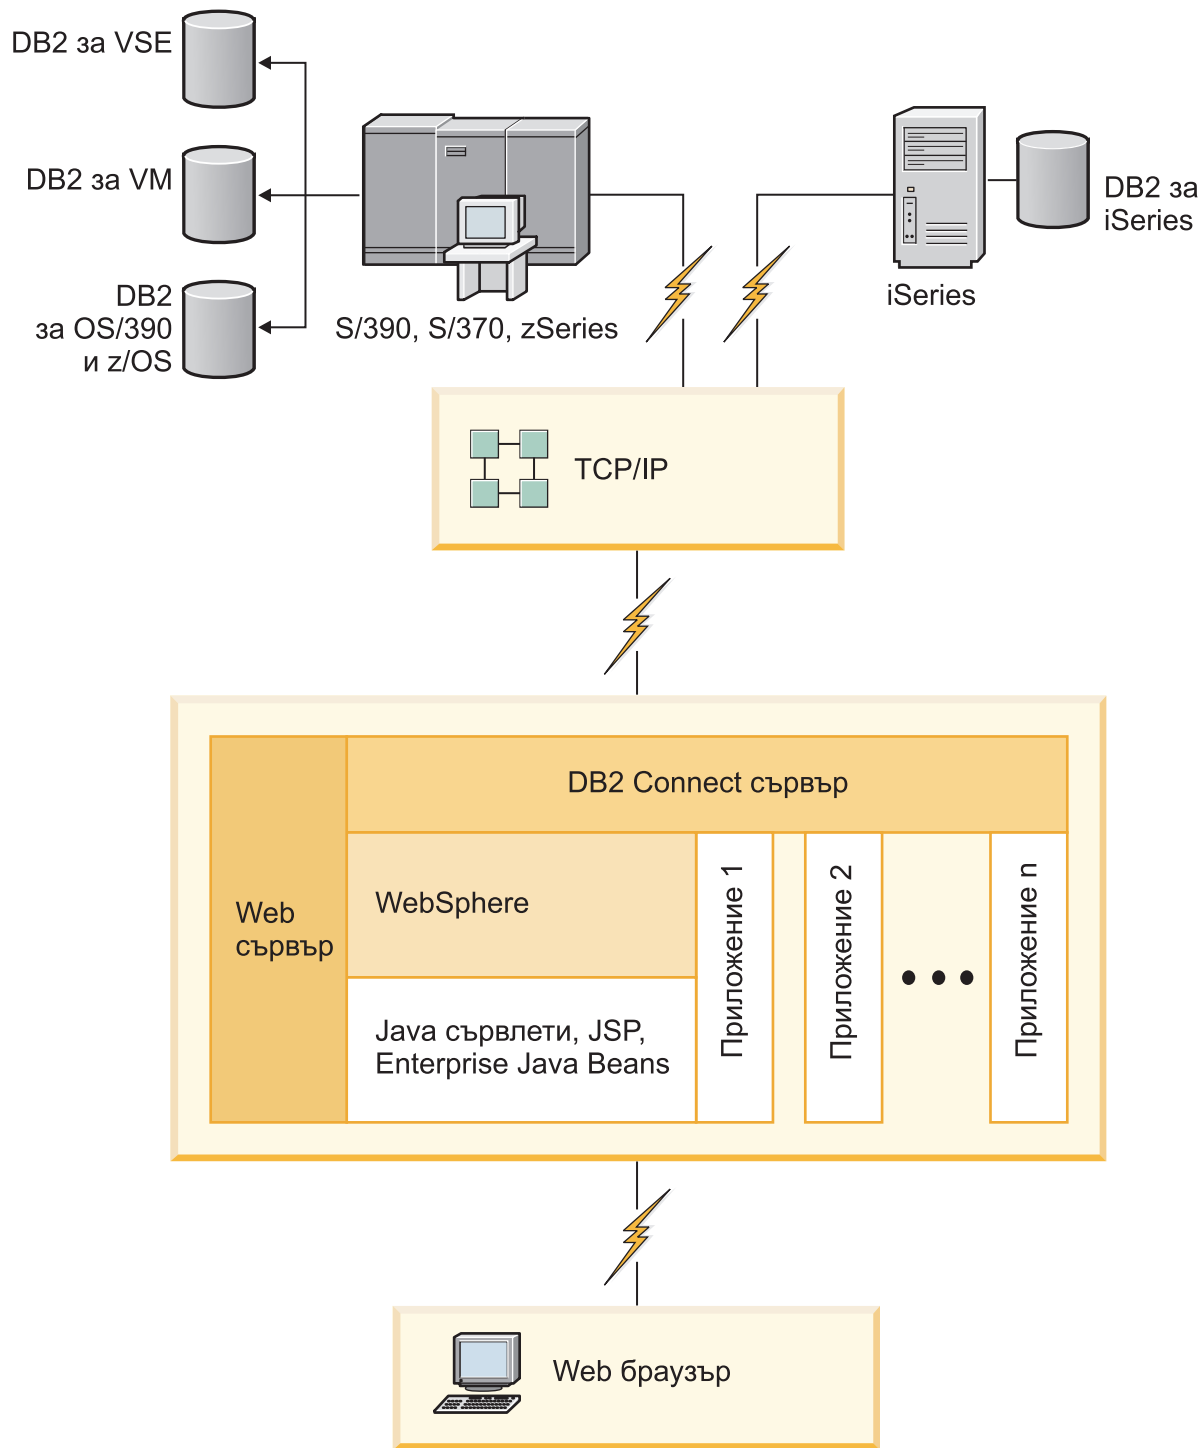 DB2 за VSE
DB2 за VM
DB2
за OS/390
и z/OS
S/390, S/370, zSeries
iSeries
DB2 за
iSeries
TCP/IP
DB2 Connect сървър
Web
сървър
WebSphere
Java сървлети, JSP,
Enterprise Java Beans
Приложение 1
Приложение 2
Приложение n
Web браузър